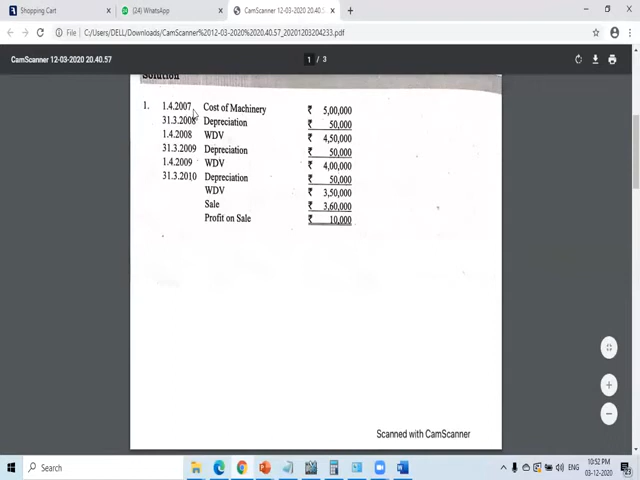 Shopping Cart
(24) WhatsApp
CamScanner 12-03-2020 20.40.5
File
C:/Users/DELL/Downloads/CamScanner%2012-03-2020%2020.40.57_20201203204233.pdf
CamScanner 12-03-2020 20.40.57
1 / 3
Solution
1. 1.4.2007 Cost of Machinery ₹ 5,00,000
31.3.2008 Depreciation ₹ 50,000
1.4.2008 WDV ₹ 4,50,000
31.3.2009 Depreciation ₹ 50,000
1.4.2009 WDV ₹ 4,00,000
31.3.2010 Depreciation ₹ 50,000
WDV ₹ 3,50,000
Sale ₹ 3,60,000
Profit on Sale ₹ 10,000
Scanned with CamScanner
Search
ENG
10:52 PM
03-12-2020